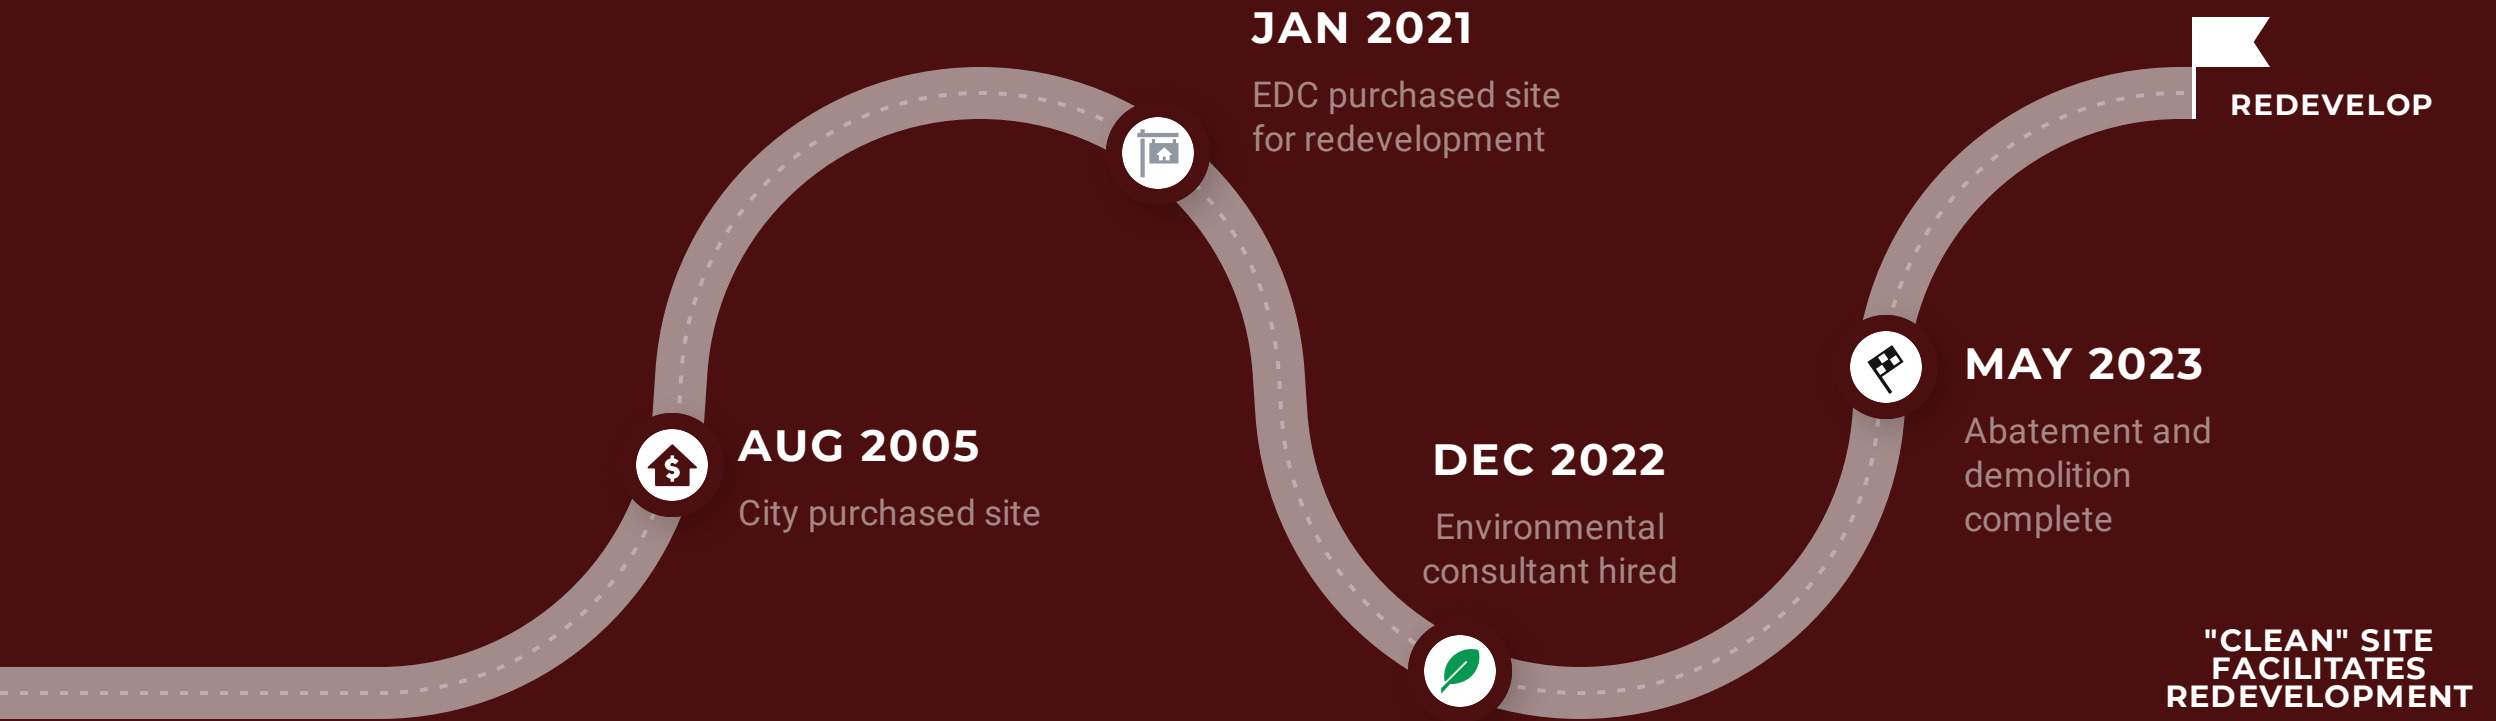 JAN 2021
EDC purchased site
for redevelopment
REDEVELOP
AUG 2005
City purchased site
DEC 2022
Environmental
consultant hired
MAY 2023
Abatement and
demolition
complete
"CLEAN" SITE
FACILITATES
REDEVELOPMENT